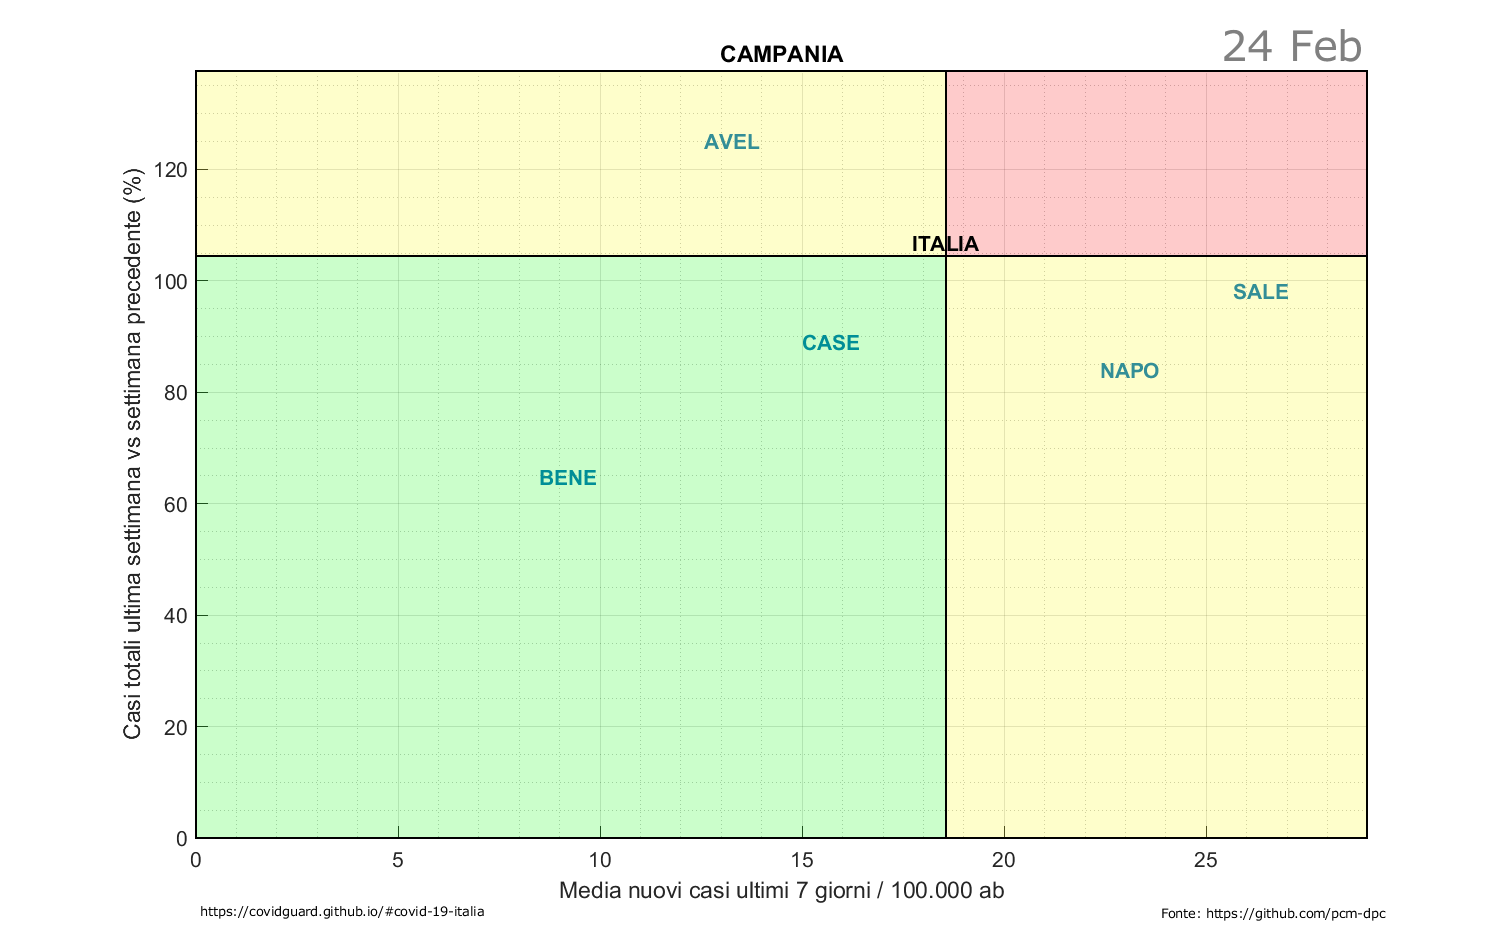 24 Feb
CAMPANIA
AVEL
ITALIA
SALE
CASE
NAPO
BENE
Casi totali ultima settimana vs settimana precedente (%)
120
100
80
60
40
20
0
0 5 10 15 20 25
Media nuovi casi ultimi 7 giorni / 100.000 ab
https://covidguard.github.io/#covid-19-italia
Fonte: https://github.com/pcm-dpc